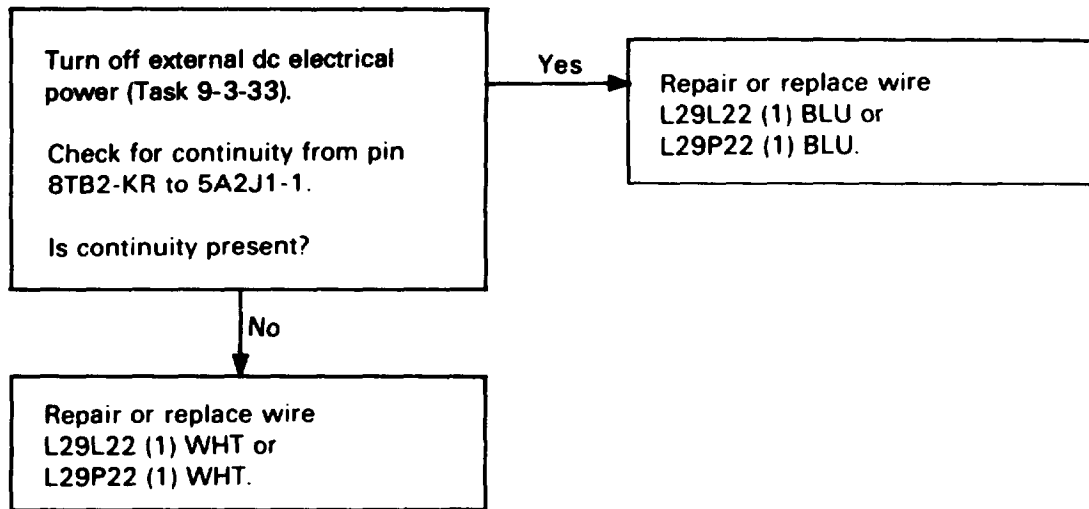 Turn off external dc electrical
power (Task 9-3-33).
Check for continuity from pin
8TB2-KR to 5A2J1-1.
Is continuity present?
Yes
Repair or replace wire
L29L22 (1) BLU or
L29P22 (1) BLU.
No
Repair or replace wire
L29L22 (1) WHT or
L29P22 (1) WHT.